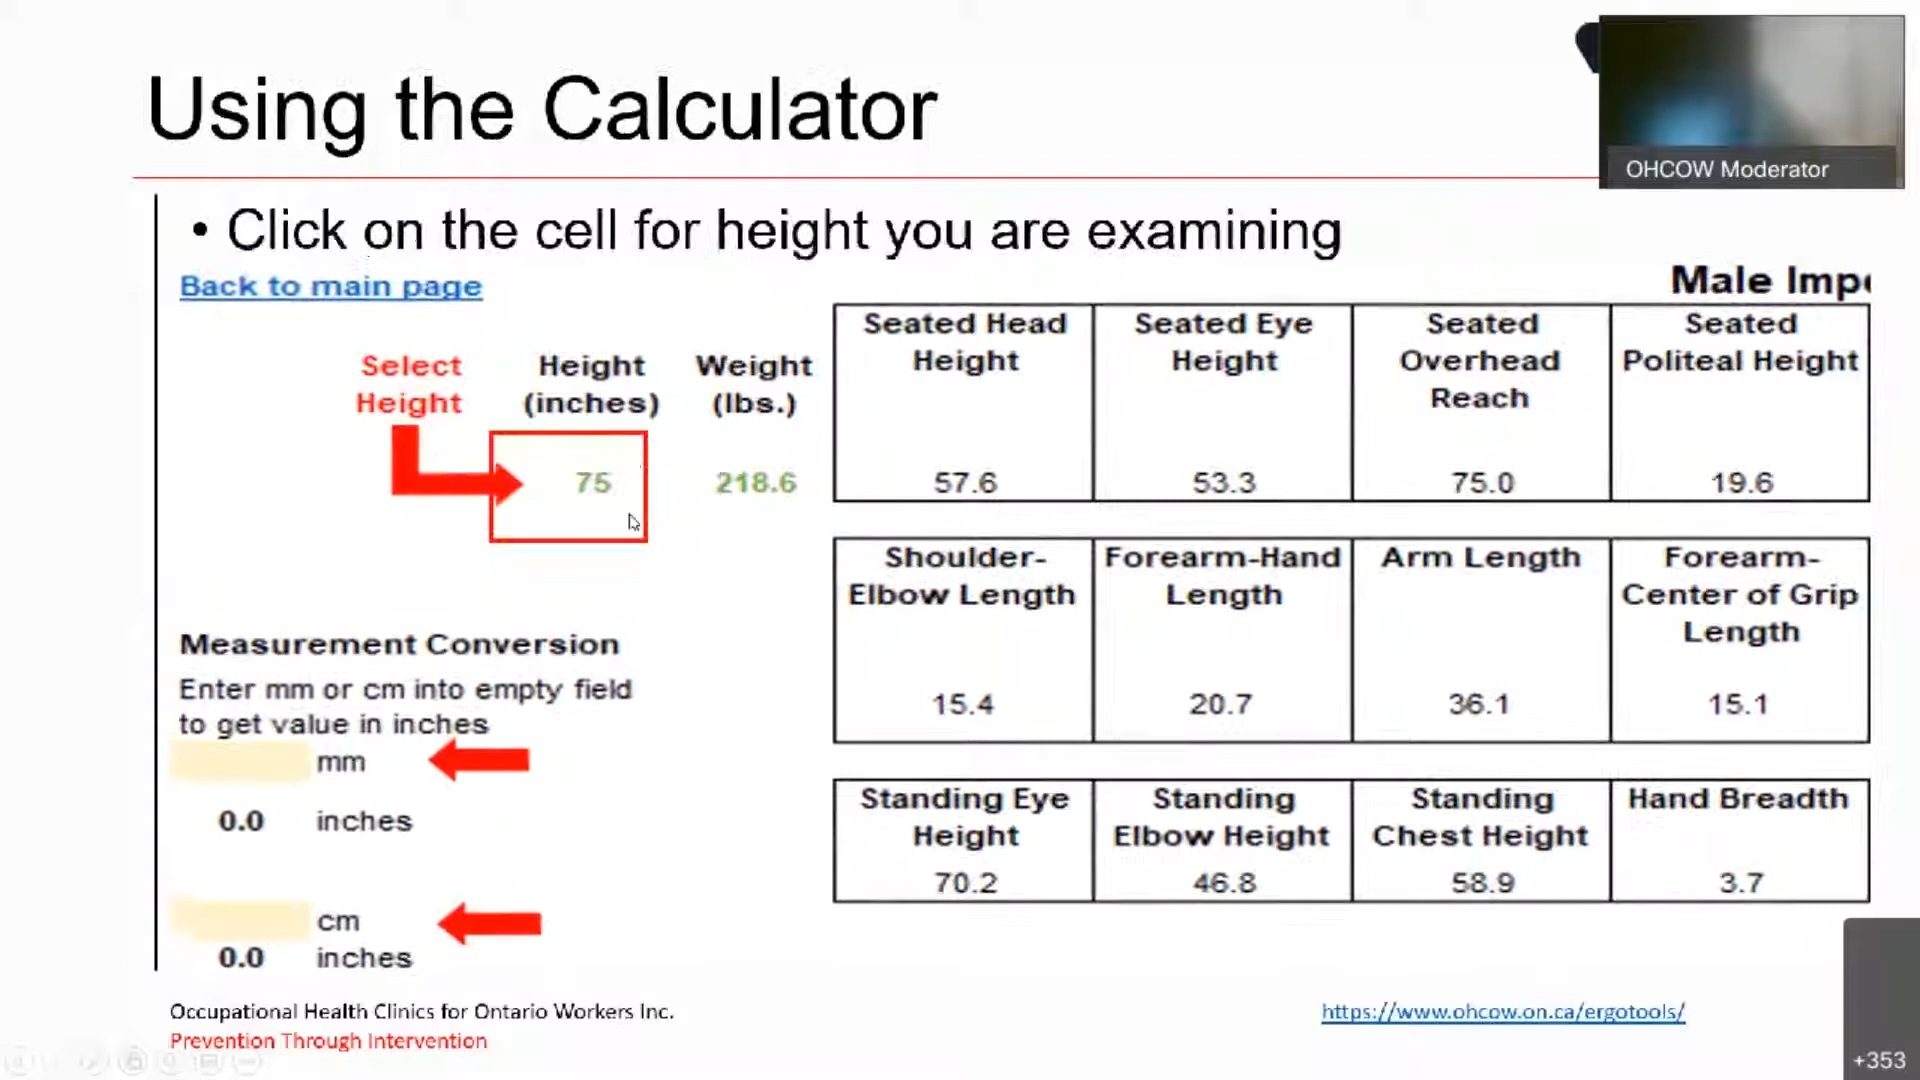 Using the Calculator
OHCOW Moderator
• Click on the cell for height you are examining
Back to main page
Male Imp
Select
Height
Height
(inches)
Weight
(lbs.)
75
218.6
Seated Head
Height
57.6
Seated Eye
Height
53.3
Seated
Overhead
Reach
75.0
Seated
Politeal Height
19.6
Shoulder-
Elbow Length
15.4
Forearm-Hand
Length
20.7
Arm Length
36.1
Forearm-
Center of Grip
Length
15.1
Standing Eye
Height
70.2
Standing
Elbow Height
46.8
Standing
Chest Height
58.9
Hand Breadth
3.7
Measurement Conversion
Enter mm or cm into empty field
to get value in inches
mm
0.0 inches
cm
0.0 inches
Occupational Health Clinics for Ontario Workers Inc.
Prevention Through Intervention
https://www.ohcow.on.ca/ergotools/
+353